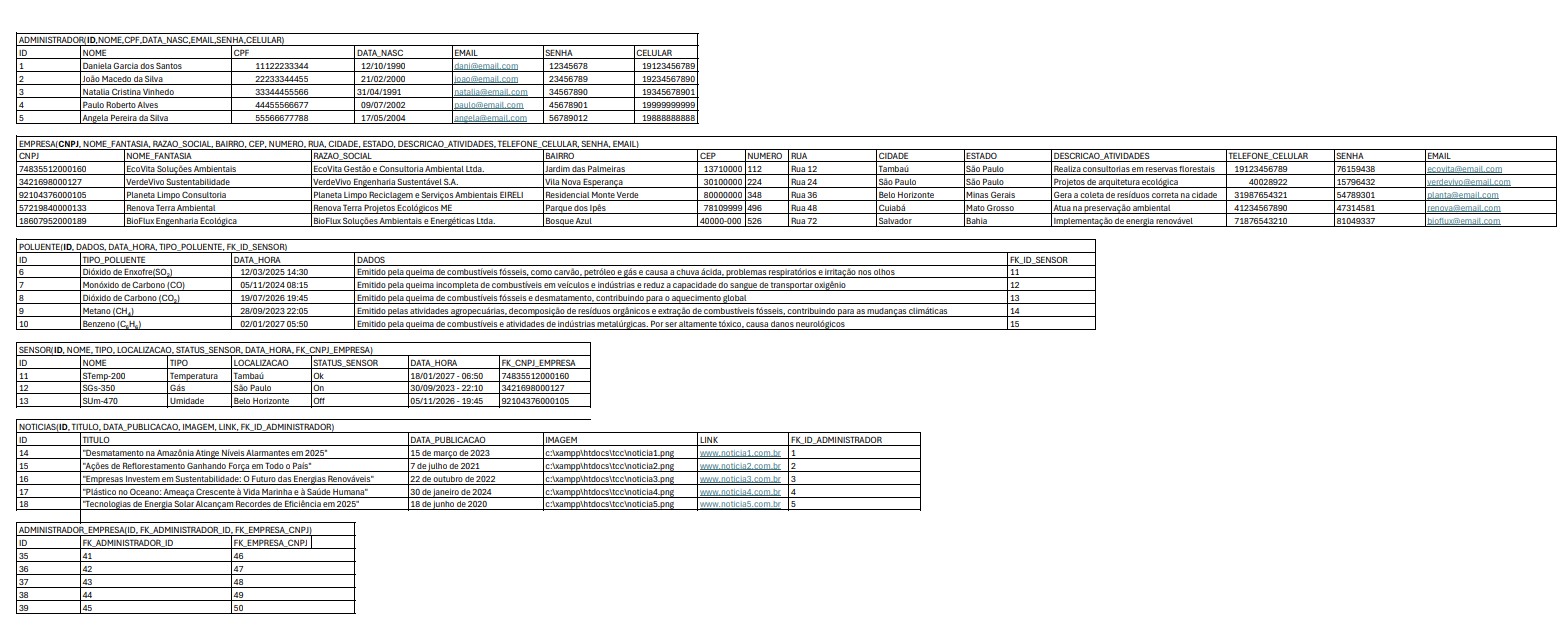 ADMINISTRADOR(ID,NOME,CPF,DATA_NASC,EMAIL,SENHA,CELULAR)
ID NOME CPF DATA_NASC EMAIL SENHA CELULAR
1 Daniela Garcia dos Santos 11122233344 12/10/1990 dani@email.com 12345678 19123456789
2 João Macedo da Silva 22233344455 21/02/2000 joao@email.com 23456789 19234567890
3 Natalia Cristina Vinhedo 33344455566 31/04/1991 natalia@email.com 34567890 19345678901
4 Paulo Roberto Alves 44455566677 09/07/2002 paulo@email.com 45678901 19999999999
5 Angela Pereira da Silva 55566677788 17/05/2004 angela@email.com 56789012 19888888888
EMPRESA(CNPJ, NOME_FANTASIA, RAZAO_SOCIAL, BAIRRO, CEP, NUMERO, RUA, CIDADE, ESTADO, DESCRICAO_ATIVIDADES, TELEFONE_CELULAR, SENHA, EMAIL)
CNPJ NOME_FANTASIA RAZAO_SOCIAL BAIRRO CEP NUMERO RUA CIDADE ESTADO DESCRICAO_ATIVIDADES TELEFONE_CELULAR SENHA EMAIL
74835512000160 EcoVita Soluções Ambientais EcoVita Gestão e Consultoria Ambiental Ltda. Jardim das Palmeiras 13710000 112 Rua 12 Tambaú São Paulo Realiza consultorias em reservas florestais 19123456789 76159438 ecovita@email.com
3421698000127 VerdeVivo Sustentabilidade VerdeVivo Engenharia Sustentável S.A. Vila Nova Esperança 30100000 224 Rua 24 São Paulo São Paulo Projetos de arquitetura ecológica 40028922 15796432 verdevivo@email.com
92104376000105 Planeta Limpo Consultoria Planeta Limpo Reciclagem e Serviços Ambientais EIRELI Residencial Monte Verde 80000000 348 Rua 36 Belo Horizonte Minas Gerais Gera a coleta de resíduos correta na cidade 31987654321 54789301 planta@email.com
57219840000133 Renova Terra Ambiental Renova Terra Projetos Ecológicos ME Parque dos Ipês 78109999 496 Rua 48 Cuiabá Mato Grosso Atua na preservação ambiental 41234567890 47314581 renova@email.com
18607952000189 BioFlux Engenharia Ecológica BioFlux Soluções Ambientais e Energéticas Ltda. Bosque Azul 40000-000 526 Rua 72 Salvador Bahia Implementação de energia renovável 71876543210 81049337 bioflux@email.com
POLUENTE(ID, DADOS, DATA_HORA, TIPO_POLUENTE, FK_ID_SENSOR)
ID TIPO_POLUENTE DATA_HORA DADOS FK_ID_SENSOR
6 Dióxido de Enxofre(SO₂) 12/03/2025 14:30 Emitido pela queima de combustíveis fósseis, como carvão, petróleo e gás e causa a chuva ácida, problemas respiratórios e irritação nos olhos 11
7 Monóxido de Carbono (CO) 05/11/2024 08:15 Emitido pela queima incompleta de combustíveis em veículos e indústrias e reduz a capacidade do sangue de transportar oxigênio 12
8 Dióxido de Carbono (CO₂) 19/07/2026 19:45 Emitido pela queima de combustíveis fósseis e desmatamento, contribuindo para o aquecimento global 13
9 Metano (CH₄) 28/09/2023 22:05 Emitido pelas atividades agropecuárias, decomposição de resíduos orgânicos e extração de combustíveis fósseis, contribuindo para as mudanças climáticas 14
10 Benzeno (C₆H₆) 02/01/2027 05:50 Emitido pela queima de combustíveis e atividades de indústrias metalúrgicas. Por ser altamente tóxico, causa danos neurológicos 15
SENSOR(ID, NOME, TIPO, LOCALIZACAO, STATUS_SENSOR, DATA_HORA, FK_CNPJ_EMPRESA)
ID NOME TIPO LOCALIZACAO STATUS_SENSOR DATA_HORA FK_CNPJ_EMPRESA
11 STemp-200 Temperatura Tambaú Ok 18/01/2027 - 06:50 74835512000160
12 SGs-350 Gás São Paulo On 30/09/2023 - 22:10 3421698000127
13 SUm-470 Umidade Belo Horizonte Off 05/11/2026 - 19:45 92104376000105
NOTICIAS(ID, TITULO, DATA_PUBLICACAO, IMAGEM, LINK, FK_ID_ADMINISTRADOR)
ID TITULO DATA_PUBLICACAO IMAGEM LINK FK_ID_ADMINISTRADOR
14 "Desmatamento na Amazônia Atinge Níveis Alarmantes em 2025" 15 de março de 2023 c:\xampp\htdocs\tcc\noticia1.png www.noticia1.com.br 1
15 "Ações de Reflorestamento Ganhando Força em Todo o País" 7 de julho de 2021 c:\xampp\htdocs\tcc\noticia2.png www.noticia2.com.br 2
16 "Empresas Investem em Sustentabilidade: O Futuro das Energias Renováveis" 22 de outubro de 2022 c:\xampp\htdocs\tcc\noticia3.png www.noticia3.com.br 3
17 "Plástico no Oceano: Ameaça Crescente à Vida Marinha e à Saúde Humana" 30 de janeiro de 2024 c:\xampp\htdocs\tcc\noticia4.png www.noticia4.com.br 4
18 "Tecnologias de Energia Solar Alcançam Recordes de Eficiência em 2025" 18 de junho de 2020 c:\xampp\htdocs\tcc\noticia5.png www.noticia5.com.br 5
ADMINISTRADOR_EMPRESA(ID, FK_ADMINISTRADOR_ID, FK_EMPRESA_CNPJ)
ID FK_ADMINISTRADOR_ID FK_EMPRESA_CNPJ
35 41 46
36 42 47
37 43 48
38 44 49
39 45 50